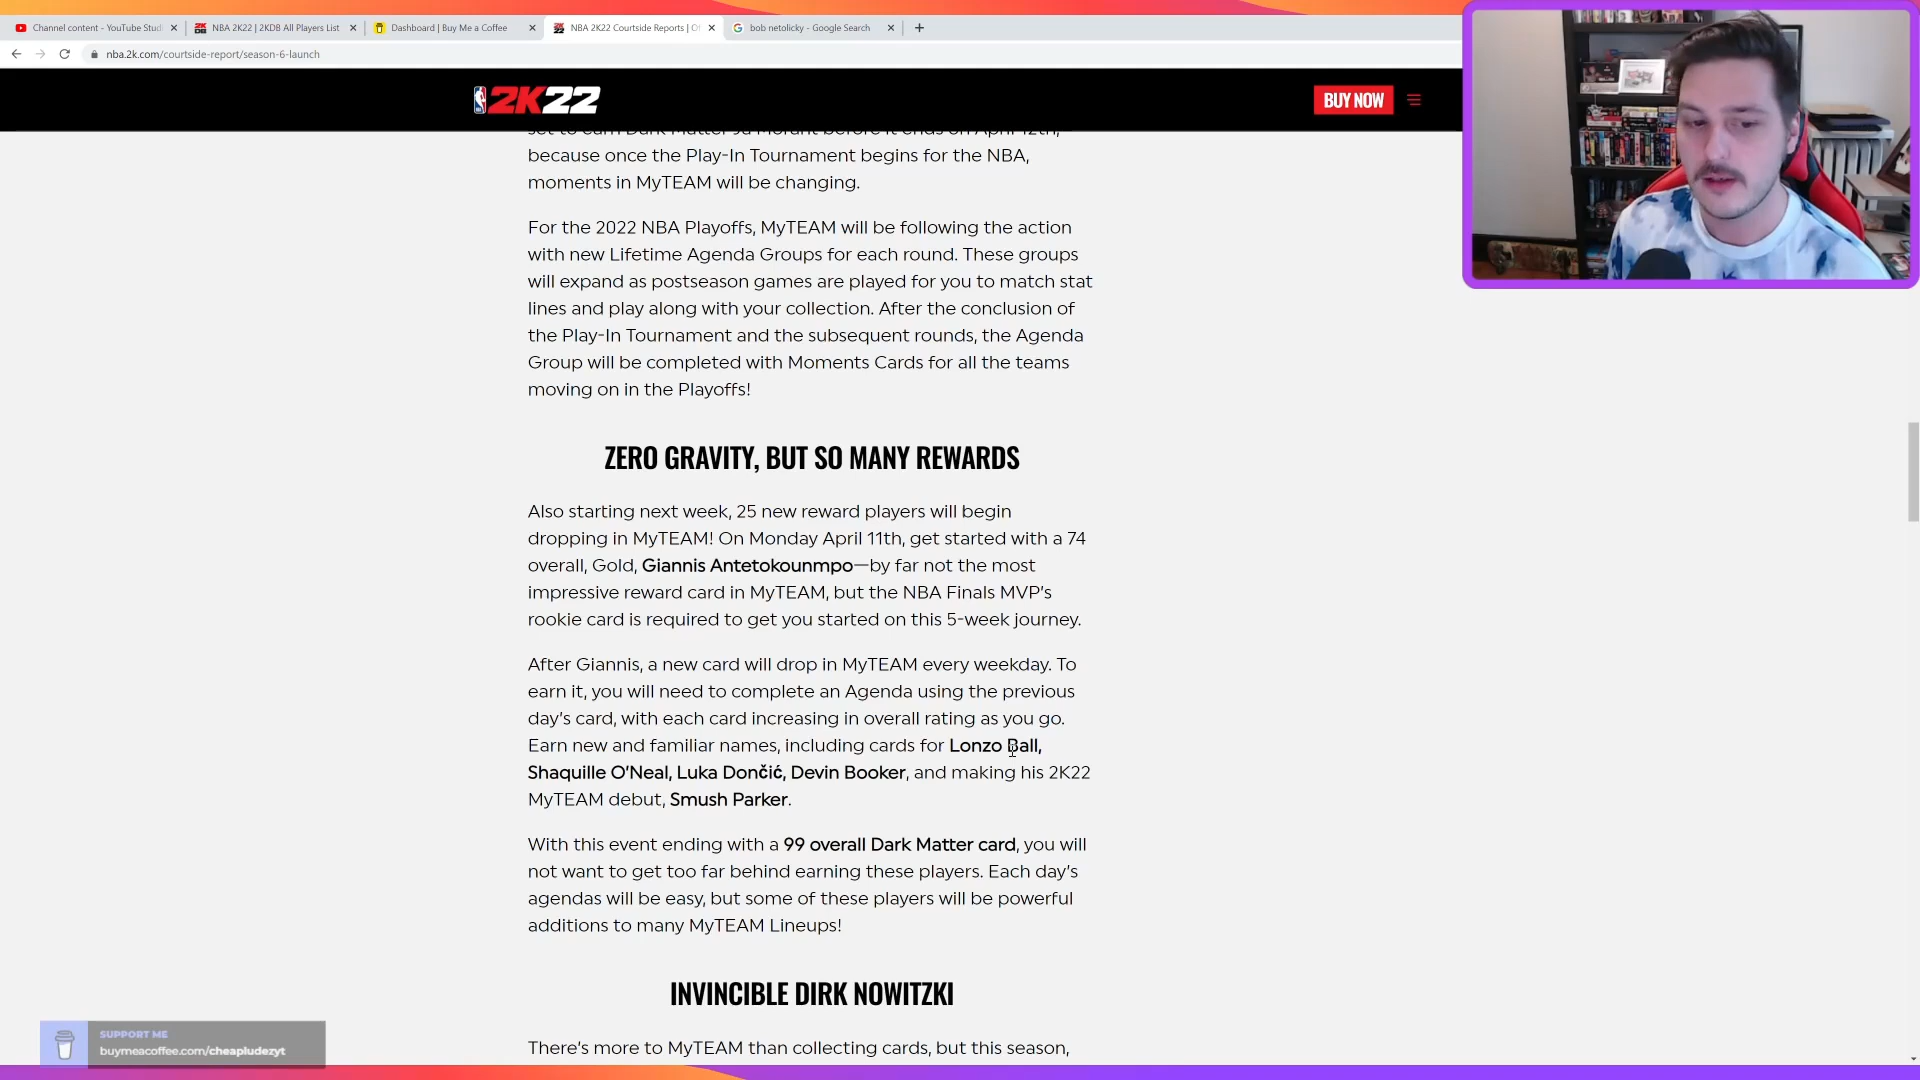 Channel content - YouTube Studi
NBA 2K22 | 2KDB All Players List
Dashboard | Buy Me a Coffee
NBA 2K22 Courtside Reports | O
bob netolicky - Google Search
nba.2k.com/courtside-report/season-6-launch
2K22
BUY NOW
set to earn Dark Matter Ja Morant before it ends on April 12th,
because once the Play-In Tournament begins for the NBA,
moments in MyTEAM will be changing.
For the 2022 NBA Playoffs, MyTEAM will be following the action
with new Lifetime Agenda Groups for each round. These groups
will expand as postseason games are played for you to match stat
lines and play along with your collection. After the conclusion of
the Play-In Tournament and the subsequent rounds, the Agenda
Group will be completed with Moments Cards for all the teams
moving on in the Playoffs!
ZERO GRAVITY, BUT SO MANY REWARDS
Also starting next week, 25 new reward players will begin
dropping in MyTEAM! On Monday April 11th, get started with a 74
overall, Gold, Giannis Antetokounmpo—by far not the most
impressive reward card in MyTEAM, but the NBA Finals MVP's
rookie card is required to get you started on this 5-week journey.
After Giannis, a new card will drop in MyTEAM every weekday. To
earn it, you will need to complete an Agenda using the previous
day's card, with each card increasing in overall rating as you go.
Earn new and familiar names, including cards for Lonzo Ball,
Shaquille O'Neal, Luka Dončić, Devin Booker, and making his 2K22
MyTEAM debut, Smush Parker.
With this event ending with a 99 overall Dark Matter card, you will
not want to get too far behind earning these players. Each day's
agendas will be easy, but some of these players will be powerful
additions to many MyTEAM Lineups!
INVINCIBLE DIRK NOWITZKI
There's more to MyTEAM than collecting cards, but this season,
SUPPORT ME
buymeacoffee.com/cheapludezyt